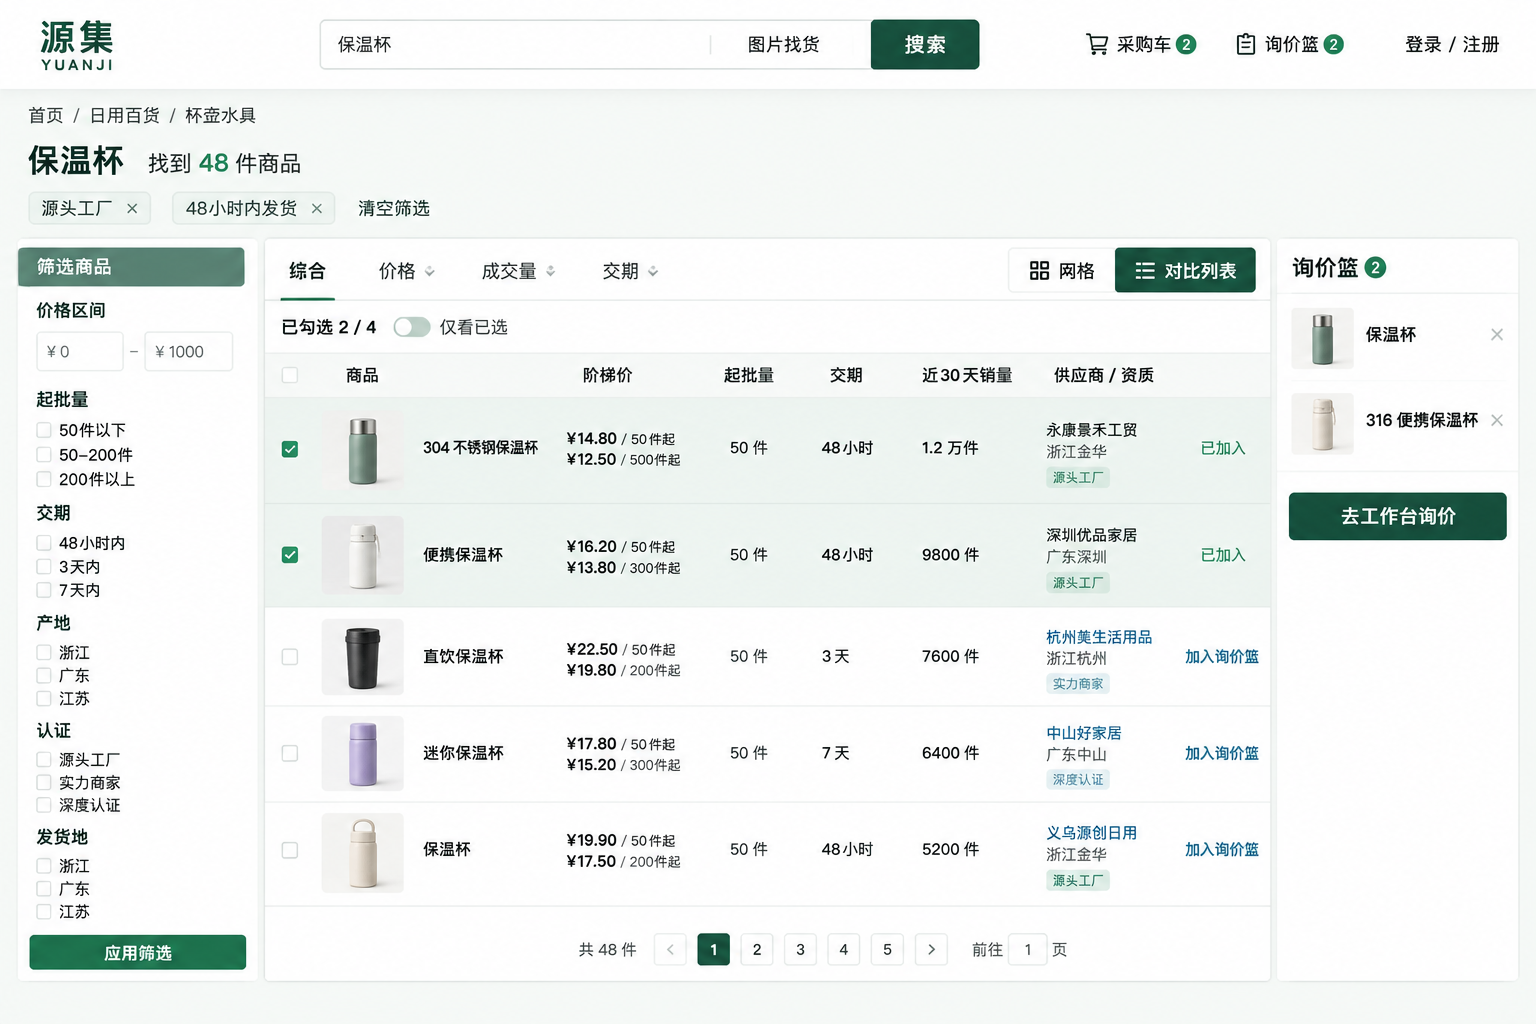 源集
YUANJI
保温杯
图片找货
搜索
采购车 2
询价篮 2
登录 / 注册
首页 / 日用百货 / 杯壶水具
保温杯 找到 48 件商品
源头工厂 ×
48小时内发货 ×
清空筛选
筛选商品
价格区间
¥ 0 – ¥ 1000
起批量
50件以下
50–200件
200件以上
交期
48小时内
3天内
7天内
产地
浙江
广东
江苏
认证
源头工厂
实力商家
深度认证
发货地
浙江
广东
江苏
应用筛选
综合 价格 成交量 交期
网格 对比列表
已勾选 2 / 4 仅看已选
商品 阶梯价 起批量 交期 近30天销量 供应商 / 资质
304 不锈钢保温杯
¥14.80 / 50件起
¥12.50 / 500件起
50 件
48小时
1.2 万件
永康景禾工贸
浙江金华
源头工厂
已加入
便携保温杯
¥16.20 / 50件起
¥13.80 / 300件起
50 件
48小时
9800 件
深圳优品家居
广东深圳
源头工厂
已加入
直饮保温杯
¥22.50 / 50件起
¥19.80 / 200件起
50 件
3天
7600 件
杭州生活用品
浙江杭州
实力商家
加入询价篮
迷你保温杯
¥17.80 / 50件起
¥15.20 / 300件起
50 件
7天
6400 件
中山好家居
广东中山
深度认证
加入询价篮
保温杯
¥19.90 / 50件起
¥17.50 / 200件起
50 件
48小时
5200 件
义乌源创日用
浙江金华
源头工厂
加入询价篮
共 48 件 < 1 2 3 4 5 > 前往 1 页
询价篮 2
保温杯 ×
316 便携保温杯 ×
去工作台询价